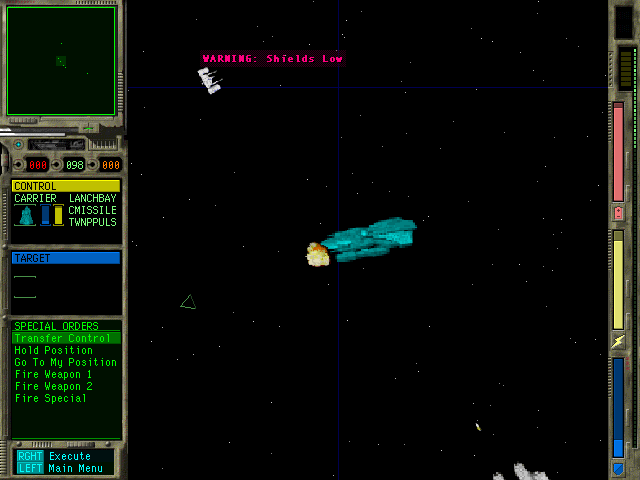 WARNING: Shields Low
000 098 000
CONTROL
CARRIER LANCHBAY
CMISSILE
TWNPPULS
TARGET
SPECIAL ORDERS
Transfer Control
Hold Position
Go To My Position
Fire Weapon 1
Fire Weapon 2
Fire Special
RGHT Execute
LEFT Main Menu